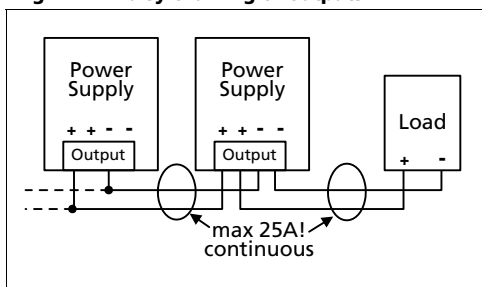 Power Supply
+ + - -
Output
Power Supply
+ + - -
Output
Load
+ -
max 25A!
continuous